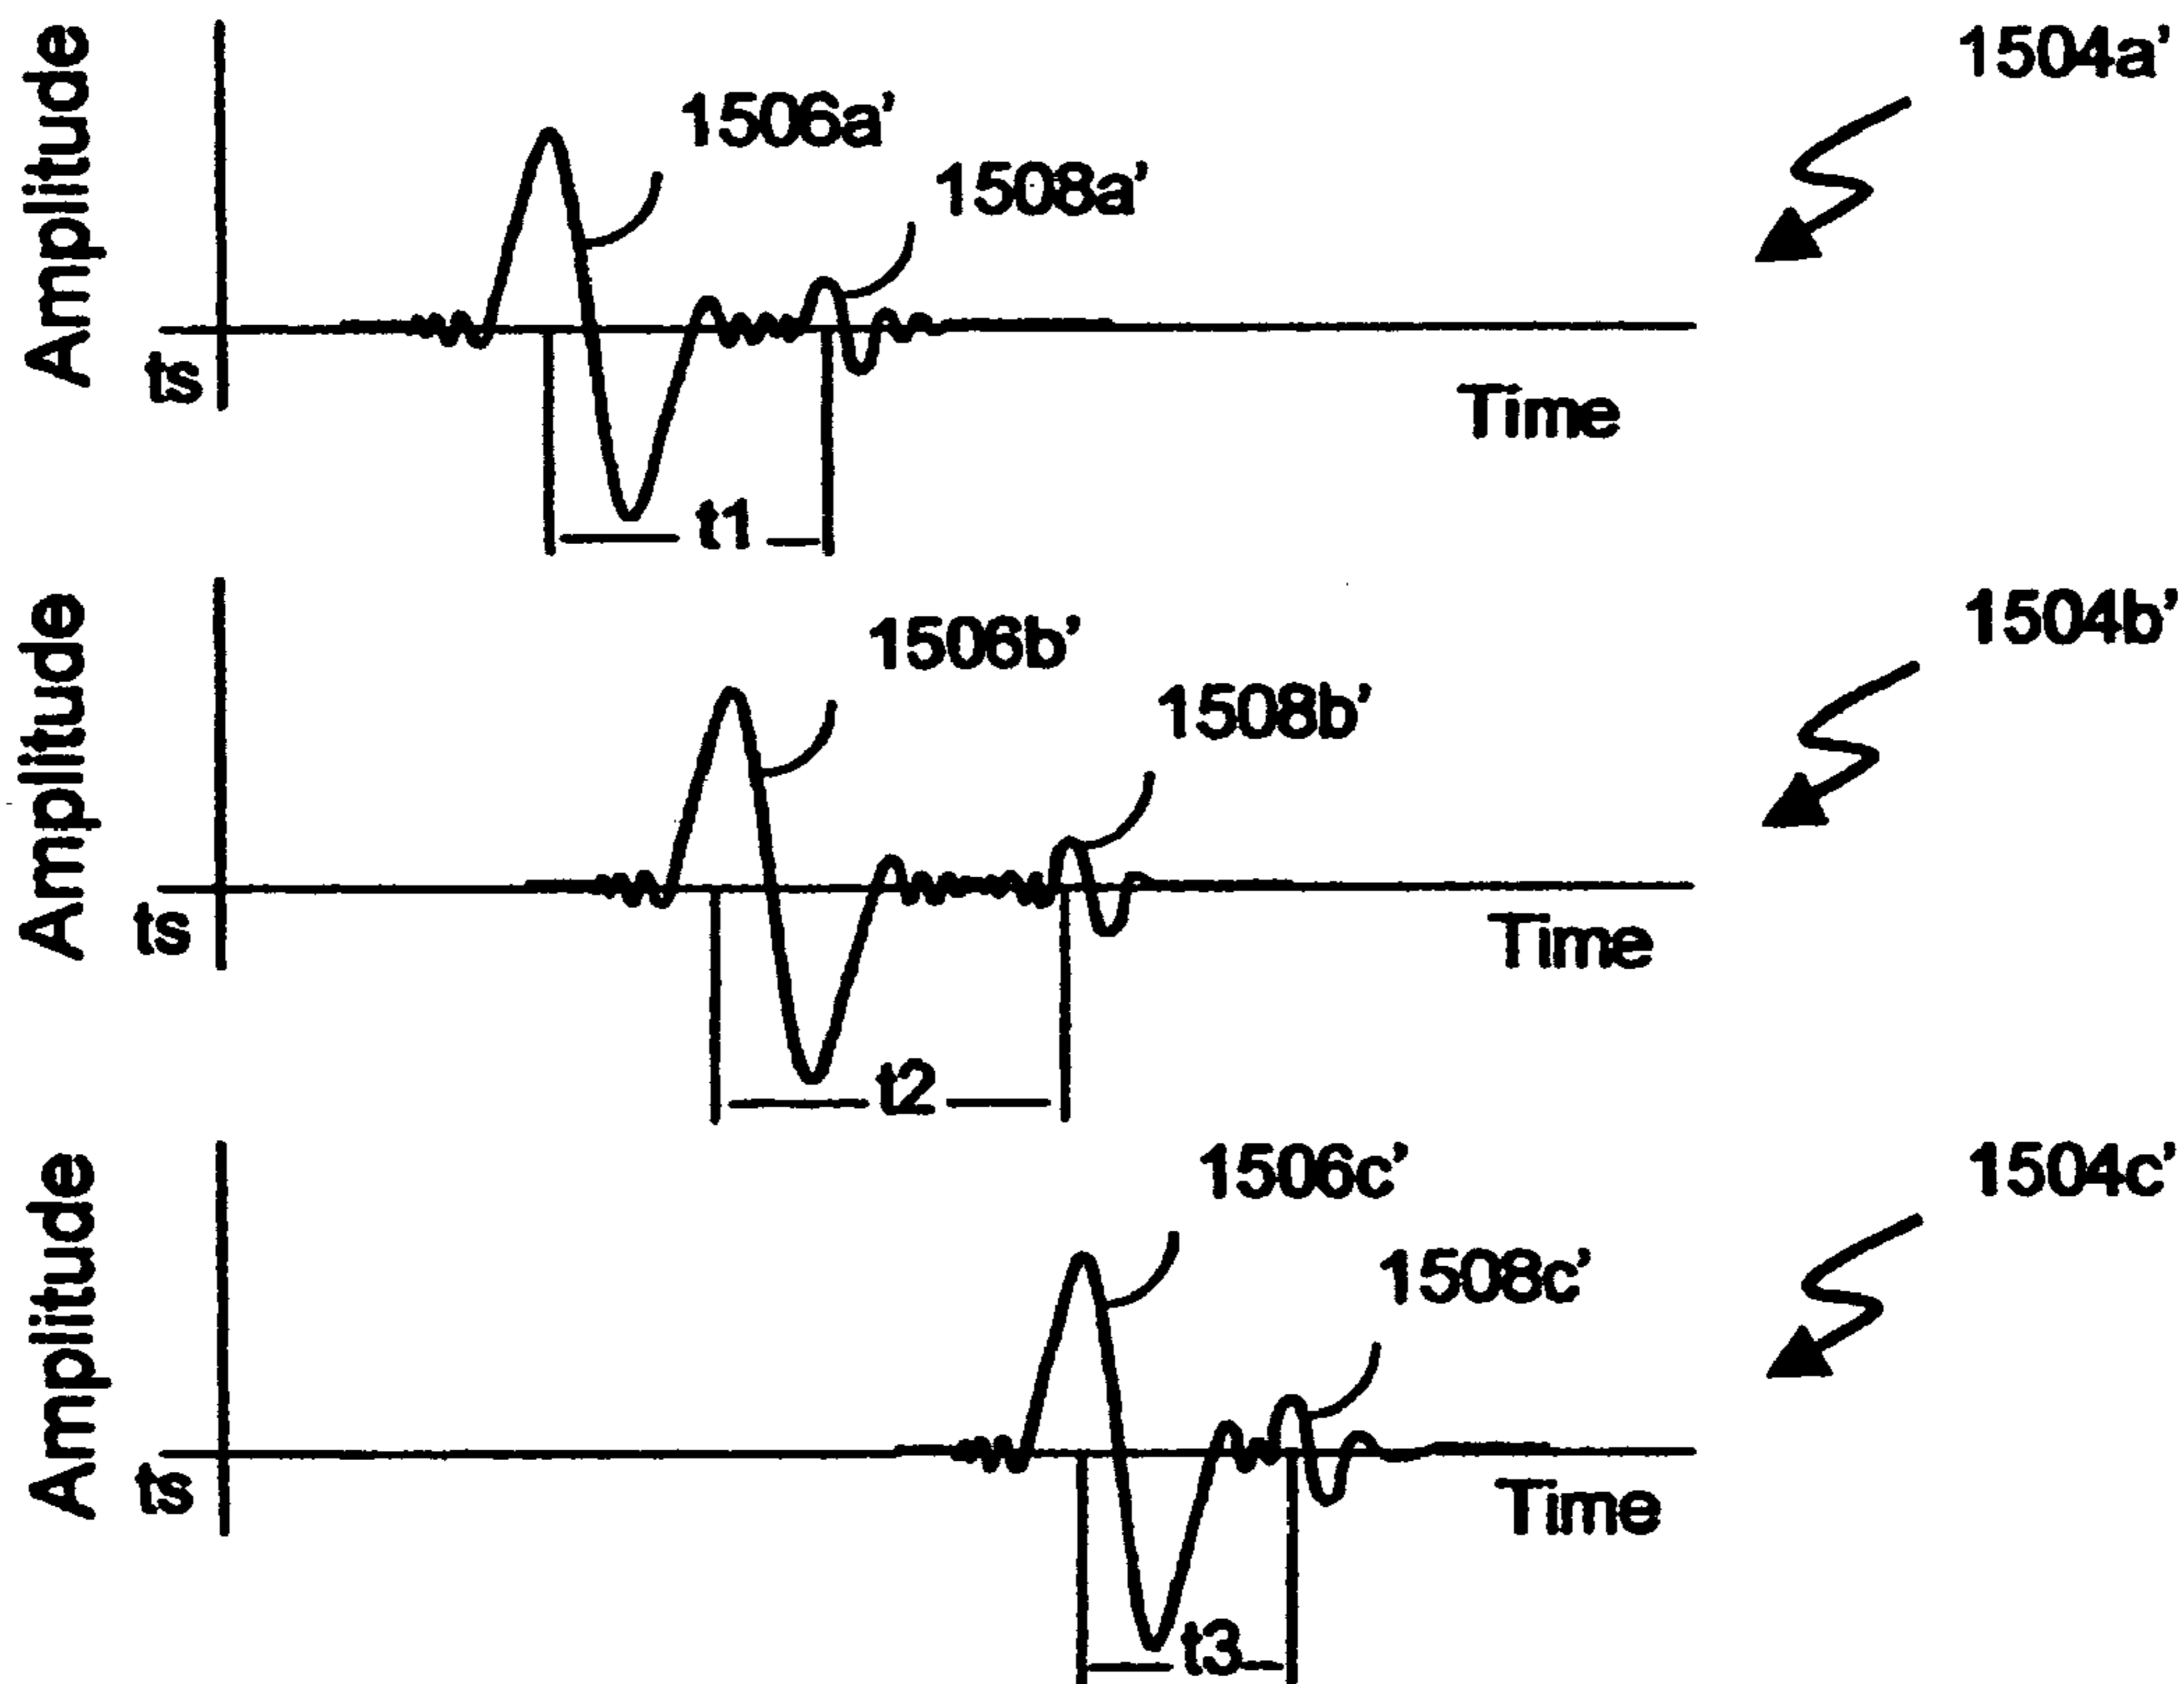 Amplitude
1504a'
1506a'
1508a'
ts
Time
t1
Amplitude
1504b'
1506b'
1508b'
ts
Time
t2
Amplitude
1504c'
1506c'
1508c'
ts
Time
t3